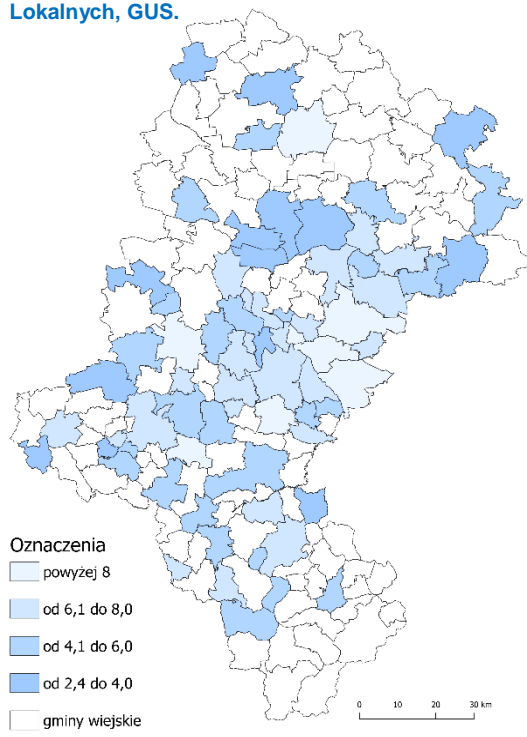 Lokalnych, GUS.
Oznaczenia
powyżej 8
od 6,1 do 8,0
od 4,1 do 6,0
od 2,4 do 4,0
gminy wiejskie
0 10 20 30 km